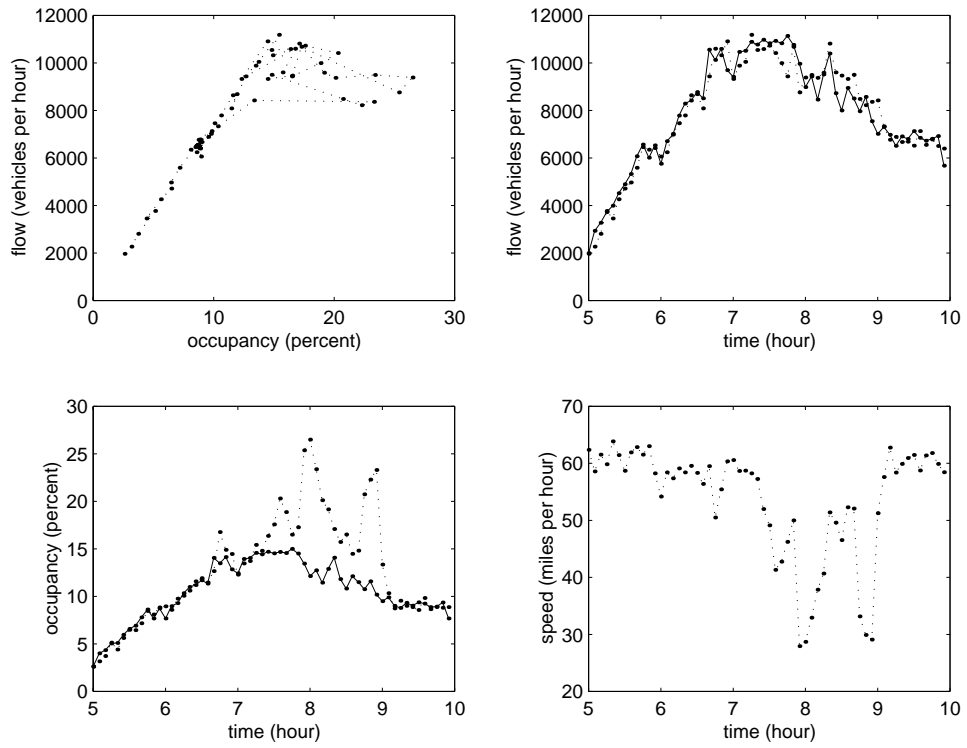 12000
10000
8000
6000
4000
2000
0
flow (vehicles per hour)
0 10 20 30
occupancy (percent)
12000
10000
8000
6000
4000
2000
0
flow (vehicles per hour)
5 6 7 8 9 10
time (hour)
30
25
20
15
10
5
0
occupancy (percent)
5 6 7 8 9 10
time (hour)
70
60
50
40
30
20
speed (miles per hour)
5 6 7 8 9 10
time (hour)